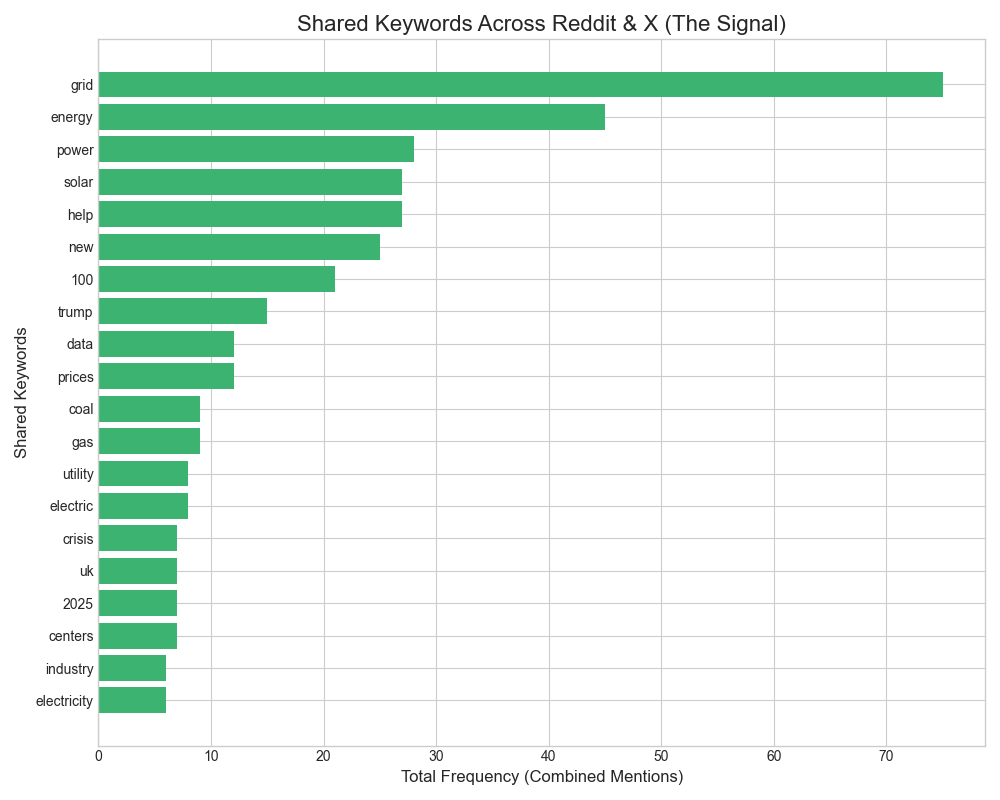 Shared Keywords Across Reddit & X (The Signal)
Shared Keywords
grid
energy
power
solar
help
new
100
trump
data
prices
coal
gas
utility
electric
crisis
uk
2025
centers
industry
electricity
0 10 20 30 40 50 60 70
Total Frequency (Combined Mentions)